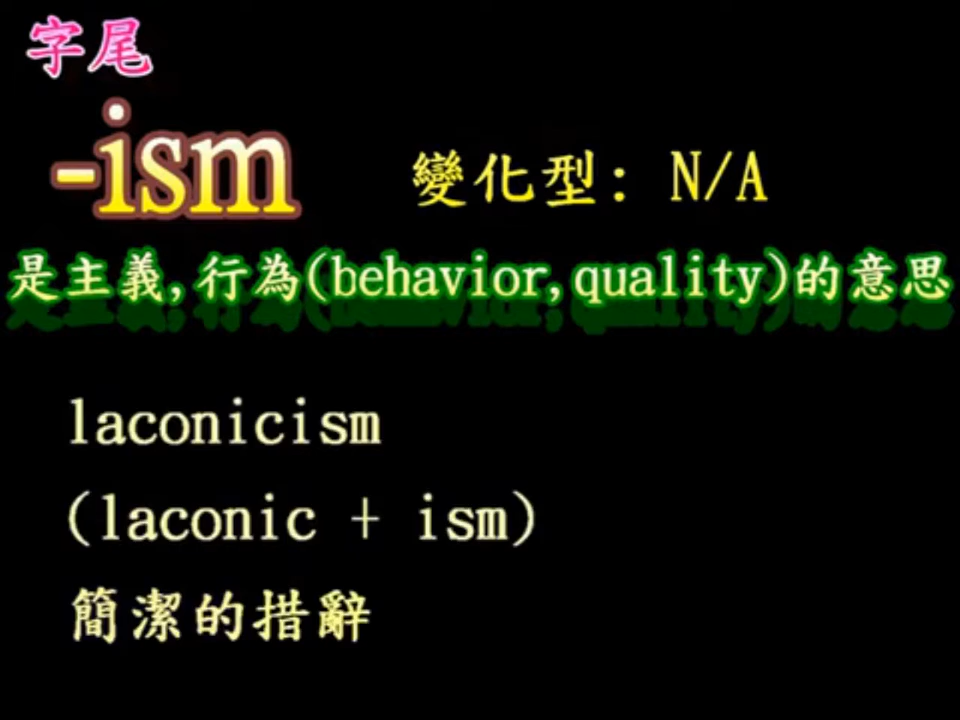 字尾
-ism 變化型: N/A
是主義,行為(behavior,quality)的意思
laconicism
(laconic + ism)
簡潔的措辭